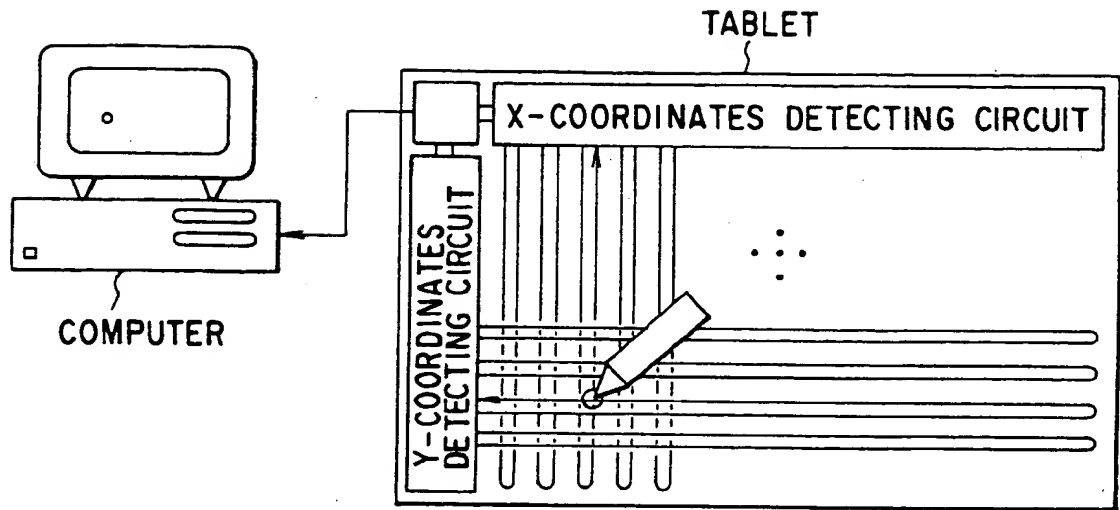 TABLET
X-COORDINATES DETECTING CIRCUIT
Y-COORDINATES
DETECTING CIRCUIT
COMPUTER